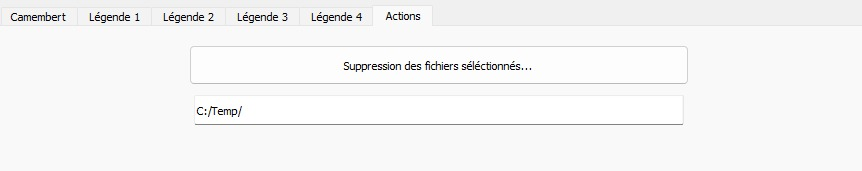 Camembert Légende 1 Légende 2 Légende 3 Légende 4 Actions
Suppression des fichiers séléctionnés...
C:/Temp/